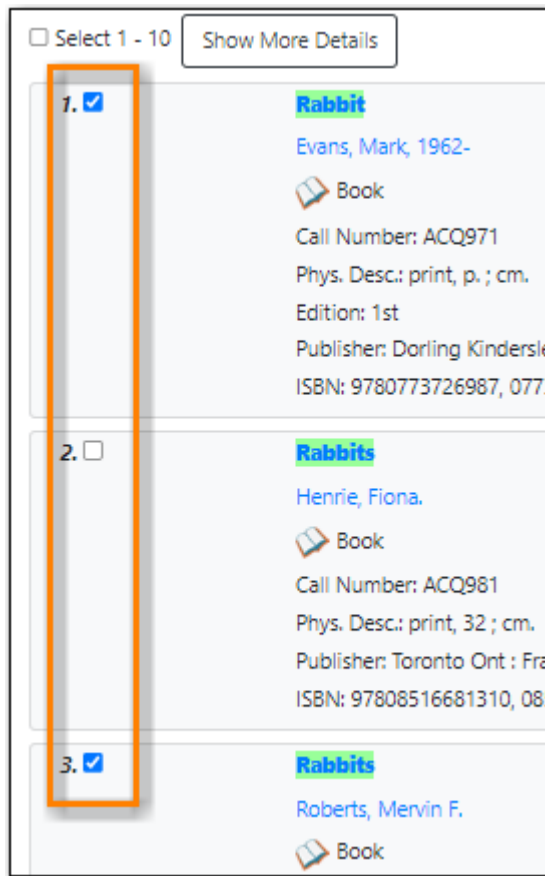 Select 1 - 10 Show More Details
1. Rabbit
Evans, Mark, 1962-
Book
Call Number: ACQ971
Phys. Desc.: print, p. ; cm.
Edition: 1st
Publisher: Dorling Kindersle
ISBN: 9780773726987, 077
2. Rabbits
Henrie, Fiona.
Book
Call Number: ACQ981
Phys. Desc.: print, 32 ; cm.
Publisher: Toronto Ont : Fra
ISBN: 97808516681310, 08
3. Rabbits
Roberts, Mervin F.
Book